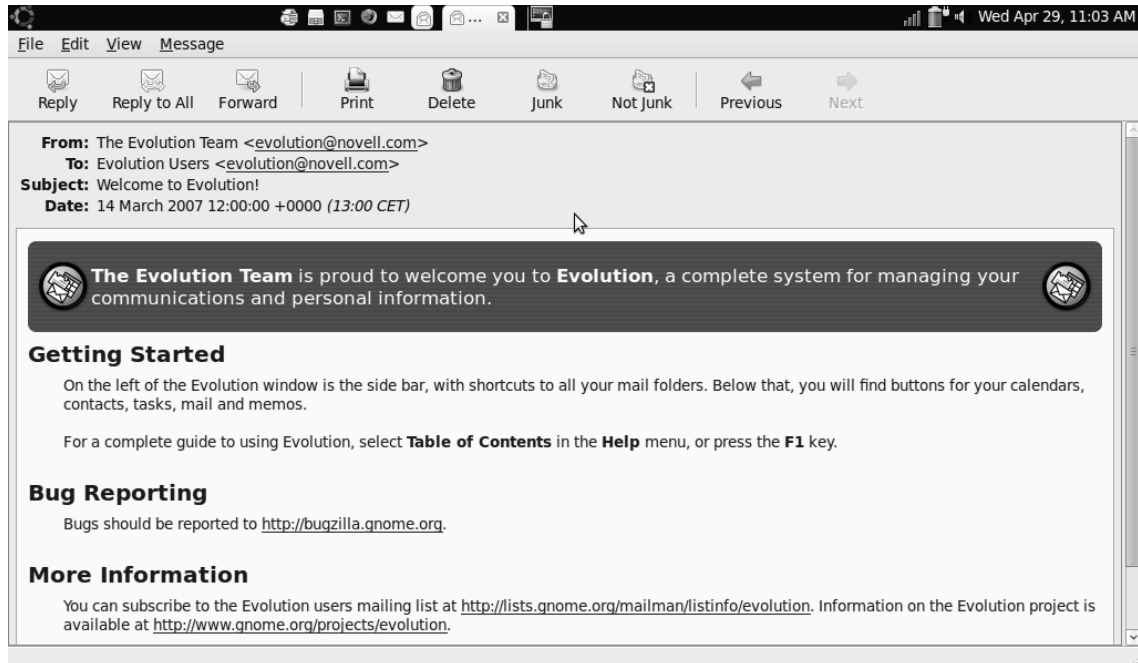 Wed Apr 29, 11:03 AM
File Edit View Message
Reply Reply to All Forward Print Delete Junk Not Junk Previous Next
From: The Evolution Team <evolution@novell.com>
To: Evolution Users <evolution@novell.com>
Subject: Welcome to Evolution!
Date: 14 March 2007 12:00:00 +0000 (13:00 CET)
The Evolution Team is proud to welcome you to Evolution, a complete system for managing your
communications and personal information.
Getting Started
On the left of the Evolution window is the side bar, with shortcuts to all your mail folders. Below that, you will find buttons for your calendars,
contacts, tasks, mail and memos.
For a complete guide to using Evolution, select Table of Contents in the Help menu, or press the F1 key.
Bug Reporting
Bugs should be reported to http://bugzilla.gnome.org.
More Information
You can subscribe to the Evolution users mailing list at http://lists.gnome.org/mailman/listinfo/evolution. Information on the Evolution project is
available at http://www.gnome.org/projects/evolution.